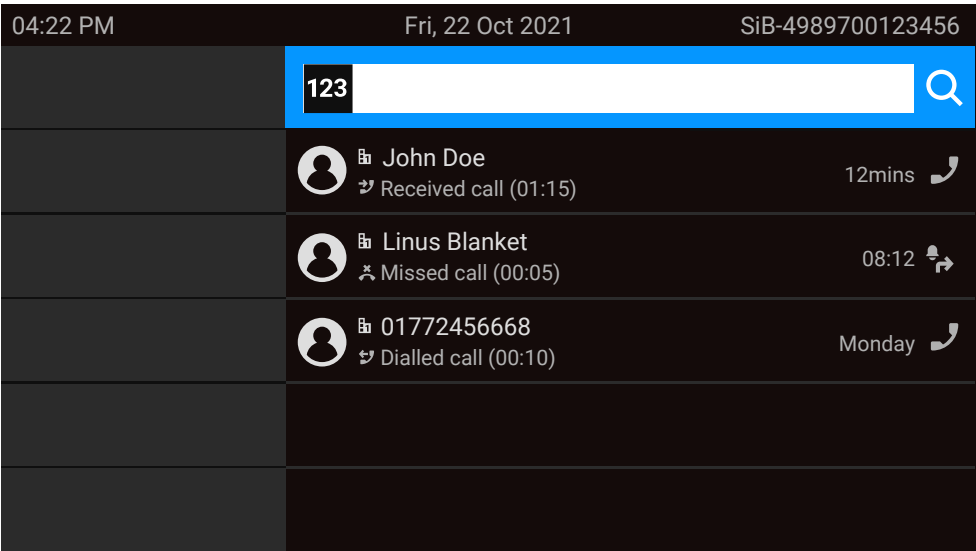 04:22 PM Fri, 22 Oct 2021 SiB-4989700123456
123
John Doe
Received call (01:15) 12mins
Linus Blanket
Missed call (00:05) 08:12
01772456668
Dialled call (00:10) Monday